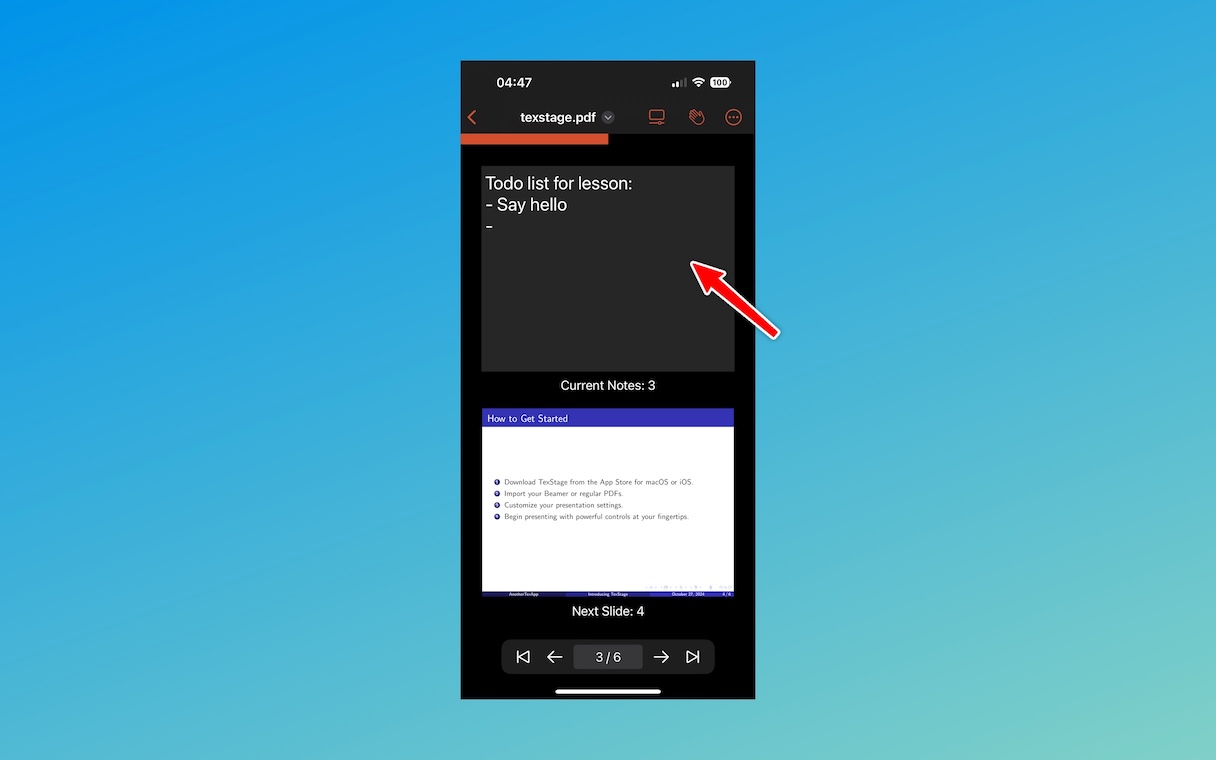 04:47
100
texstage.pdf
Todo list for lesson:
- Say hello
-
Current Notes: 3
How to Get Started
1 Download TexStage from the App Store for macOS or iOS.
2 Import your Beamer or regular PDFs.
3 Customize your presentation settings.
4 Begin presenting with powerful controls at your fingertips.
AnotherTexApp Introducing TexStage October 27, 2024 4 / 6
Next Slide: 4
3 / 6